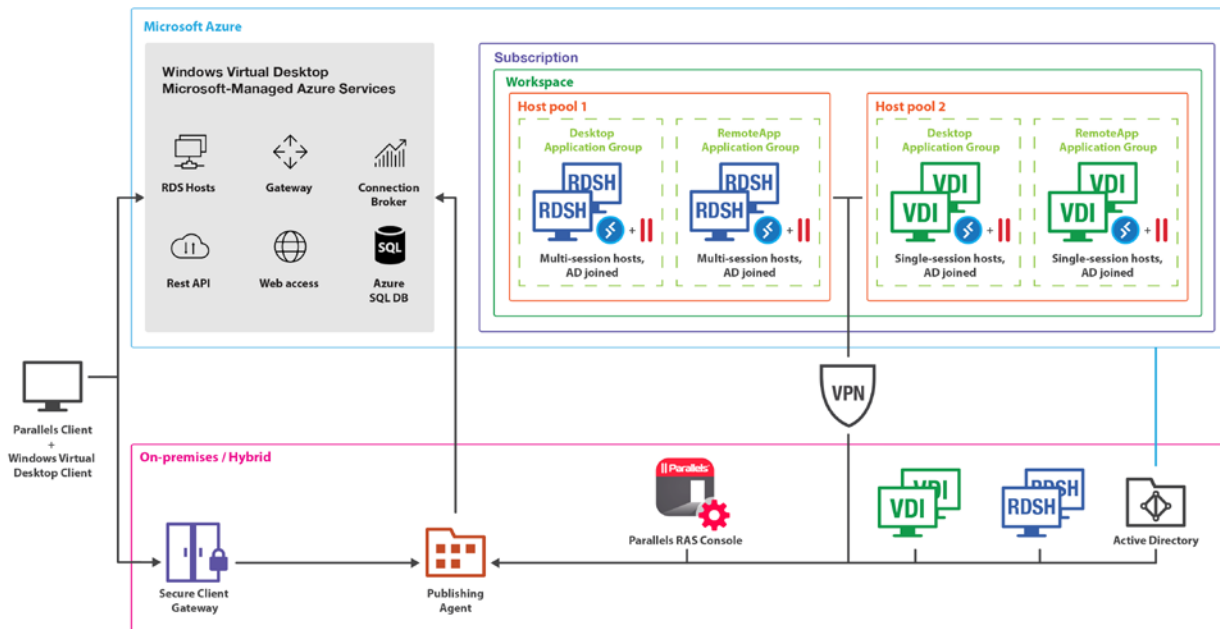 Microsoft Azure
Windows Virtual Desktop
Microsoft-Managed Azure Services
RDS Hosts
Gateway
Connection
Broker
Rest API
Web access
SQL
Azure
SQL DB
Subscription
Workspace
Host pool 1
Desktop
Application Group
RDSH
RDSH
+
Multi-session hosts,
AD joined
RemoteApp
Application Group
RDSH
RDSH
+
Multi-session hosts,
AD joined
Host pool 2
Desktop
Application Group
VDI
VDI
+
Single-session hosts,
AD joined
RemoteApp
Application Group
VDI
VDI
+
Single-session hosts,
AD joined
VPN
Parallels Client
+
Windows Virtual
Desktop Client
On-premises / Hybrid
Secure Client
Gateway
Publishing
Agent
Parallels
Parallels RAS Console
VDI
VDI
RDSH
RDSH
Active Directory